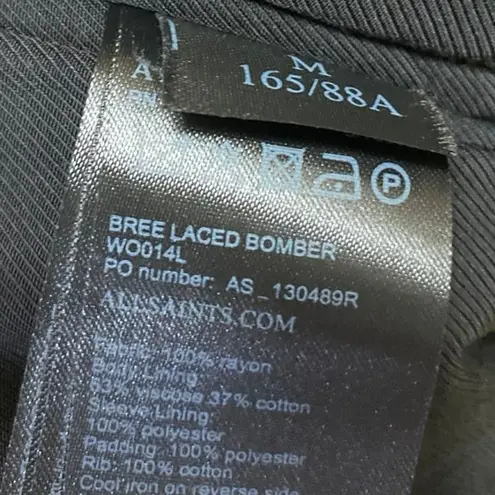 M
165/88A
P
BREE LACED BOMBER
WO014L
PO number: AS_130489R
ALLSAINTS.COM
Fabric: 100% rayon
Body Lining:
63% viscose 37% cotton
Sleeve Lining:
100% polyester
Padding: 100% polyester
Rib: 100% cotton
Cool iron on reverse side